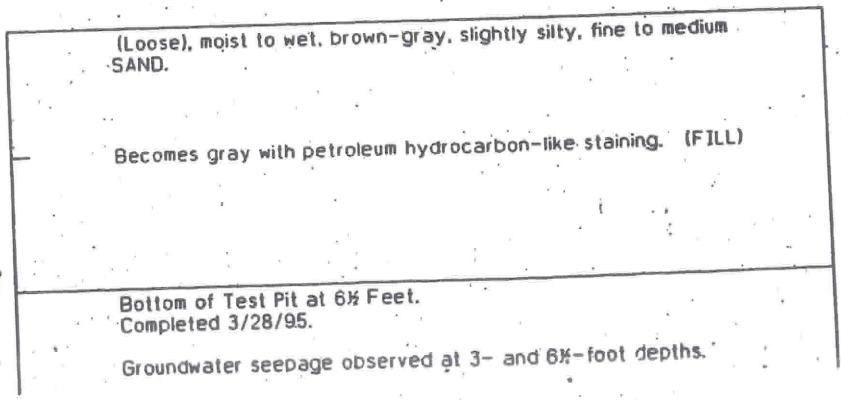 (Loose), moist to wet, brown-gray, slightly silty, fine to medium
SAND.
Becomes gray with petroleum hydrocarbon-like staining. (FILL)
Bottom of Test Pit at 6½ Feet.
Completed 3/28/95.
Groundwater seepage observed at 3- and 6½-foot depths.